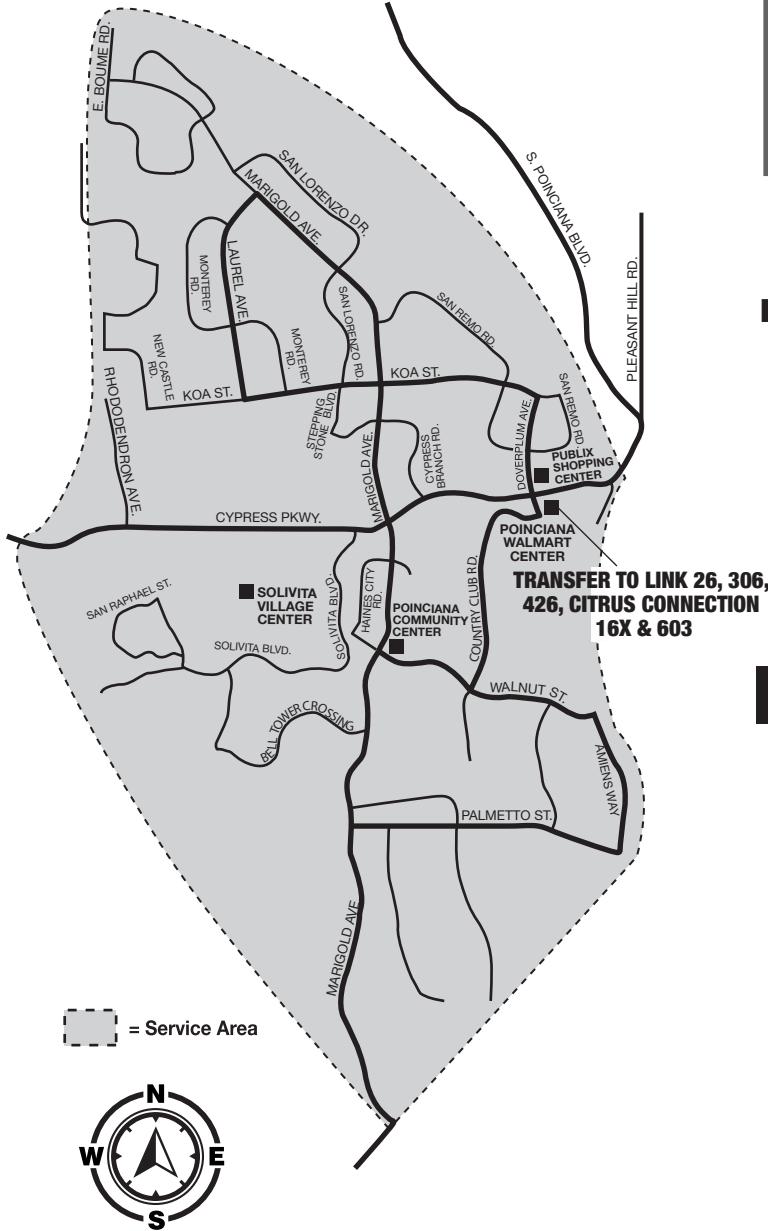 E. BOUME RD.
SAN LORENZO DR.
MARIGOLD AVE.
S. POINCIANA BLVD.
PLEASANT HILL RD.
MONTEREY
RD.
LAUREL AVE.
SAN LORENZO RD.
SAN REMO RD.
NEW CASTLE
RD.
MONTEREY
RD.
KOA ST.
KOA ST.
RHODODENDRON AVE.
STEPPING
STONE BLVD.
MARIGOLD AVE.
CYPRESS
BRANCH RD.
DOVERPLUM AVE.
SAN REMO RD.
PUBLIX
SHOPPING
CENTER
CYPRESS PKWY.
POINCIANA
WALMART
CENTER
TRANSFER TO LINK 26, 306,
426, CITRUS CONNECTION
16X & 603
SAN RAPHAEL ST.
SOLIVITA
VILLAGE
CENTER
SOLIVITA BLVD.
HAINES CITY
RD.
POINCIANA
COMMUNITY
CENTER
COUNTRY CLUB RD.
SOLIVITA BLVD.
WALNUT ST.
BELL TOWER CROSSING
AMIENS WAY
PALMETTO ST.
MARIGOLD AVE.
= Service Area
N
W
E
S